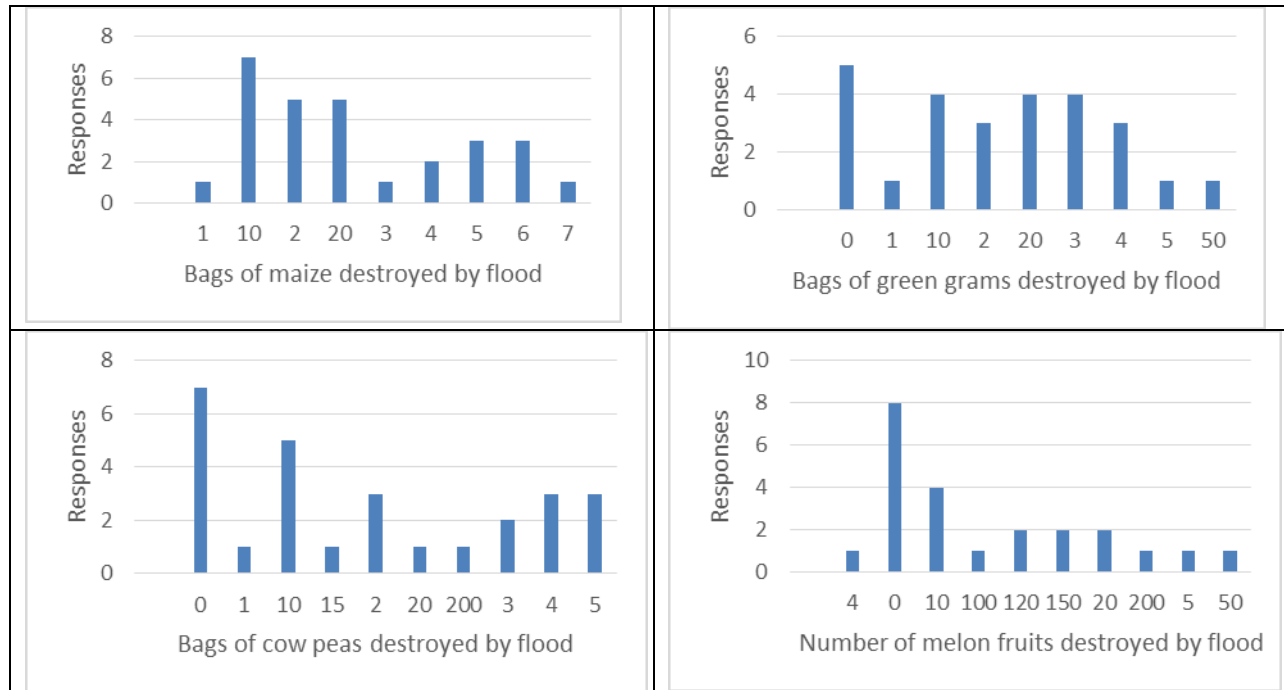 8
6
4
2
0
Responses
1 10 2 20 3 4 5 6 7
Bags of maize destroyed by flood
6
4
2
0
Responses
0 1 10 2 20 3 4 5 50
Bags of green grams destroyed by flood
8
6
4
2
0
Responses
0 1 10 15 2 20 200 3 4 5
Bags of cow peas destroyed by flood
10
8
6
4
2
0
Responses
4 0 10 100 120 150 20 200 5 50
Number of melon fruits destroyed by flood